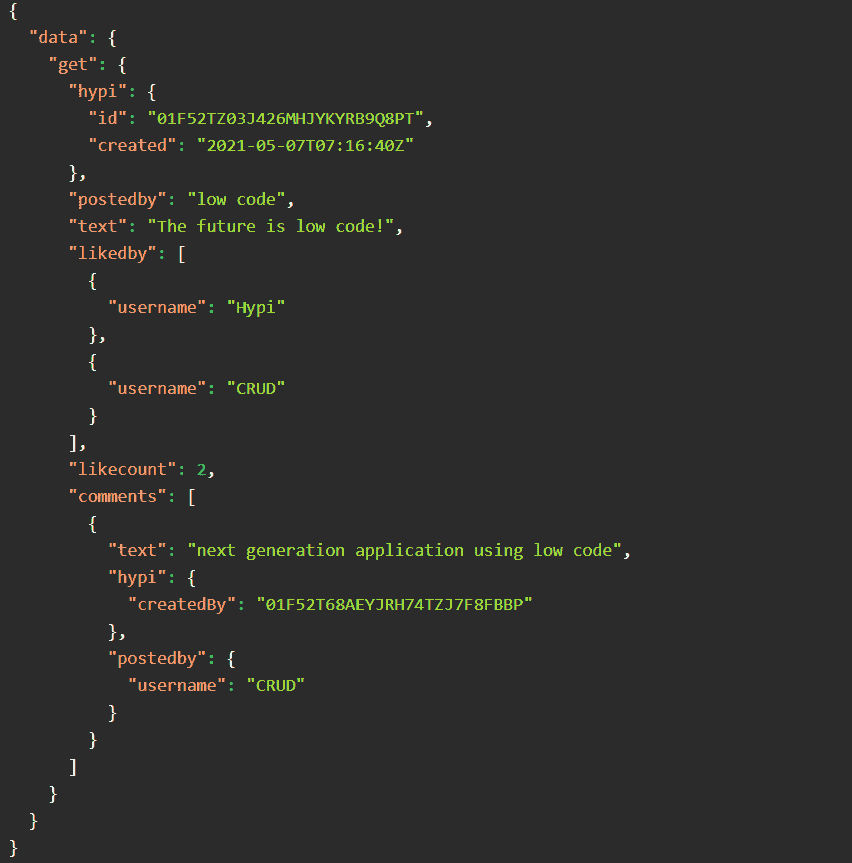 {
  "data": {
    "get": {
      "hypi": {
        "id": "01F52TZ03J426MHJYKYRB9Q8PT",
        "created": "2021-05-07T07:16:40Z"
      },
      "postedby": "low code",
      "text": "The future is low code!",
      "likedby": [
        {
          "username": "Hypi"
        },
        {
          "username": "CRUD"
        }
      ],
      "likecount": 2,
      "comments": [
        {
          "text": "next generation application using low code",
          "hypi": {
            "createdBy": "01F52T68AEYJRH74TZJ7F8FBBP"
          },
          "postedby": {
            "username": "CRUD"
          }
        }
      ]
    }
  }
}